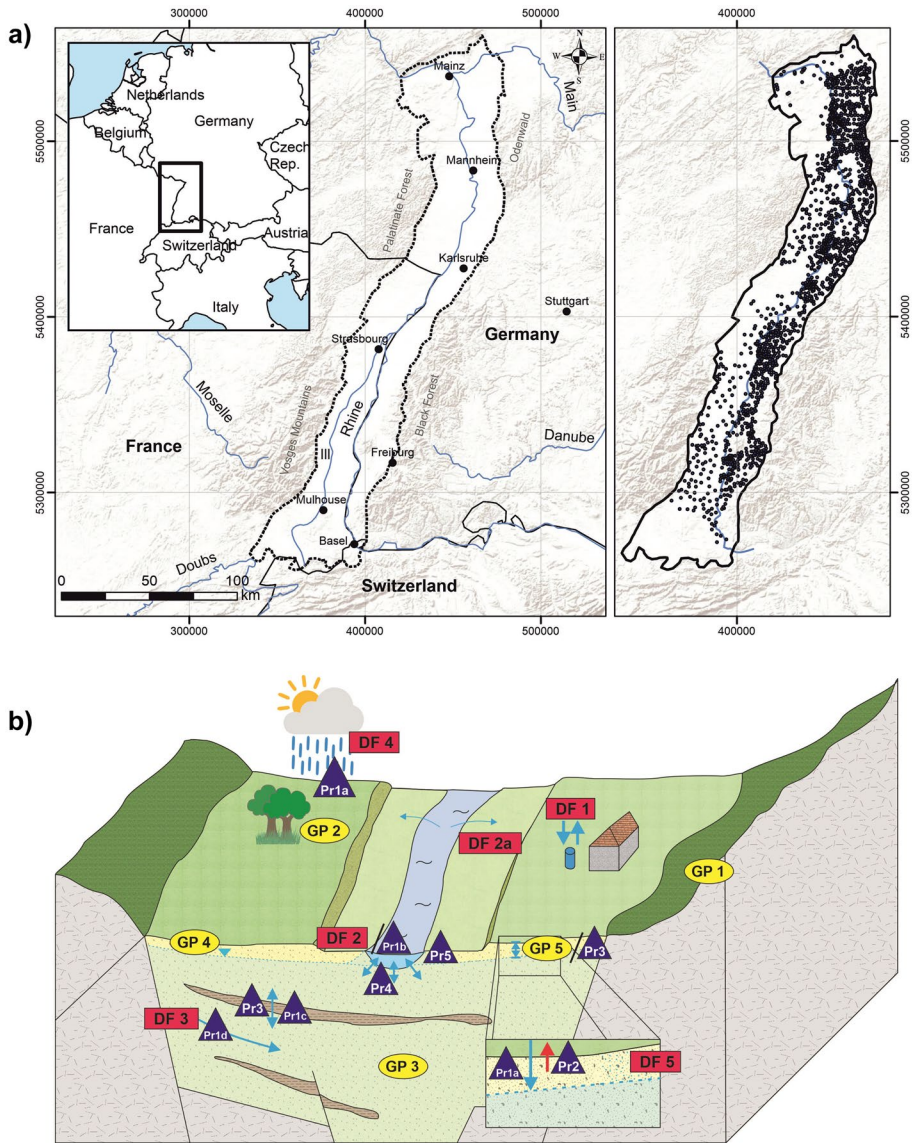 a)
300000 400000 500000
400000
5500000
5400000
5300000
Netherlands
Belgium
Germany
Czech
Rep.
France
Switzerland
Austria
Italy
N
W E
S
Mainz
Main
Odenwald
Mannheim
Palatinate Forest
Karlsruhe
Stuttgart
Strasbourg
Germany
Moselle
Vosges Mountains
Rhine
Black Forest
France
Ill
Freiburg
Danube
Mulhouse
Basel
Doubs
Switzerland
0 50 100
km
300000 400000 500000
5500000
5400000
5300000
400000
b)
DF 4
Pr1a
GP 2
DF 1
DF 2a
GP 1
GP 4
DF 2
Pr1b
Pr5
GP 5
Pr3
Pr4
Pr3
Pr1c
DF 3
Pr1d
GP 3
Pr1a
Pr2
DF 5